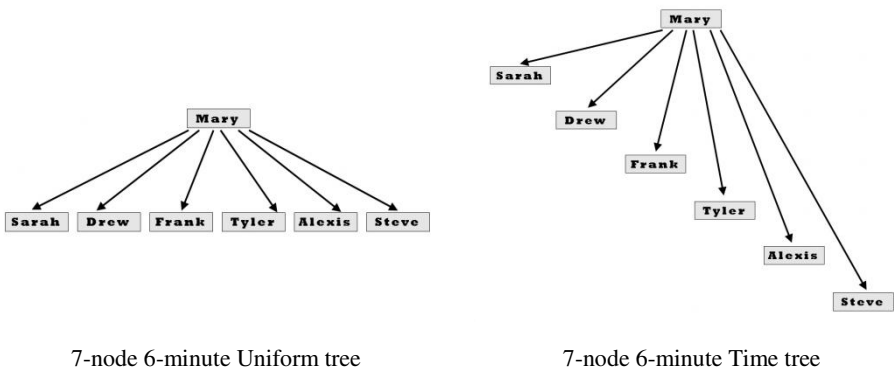 Mary
Sarah Drew Frank Tyler Alexis Steve
7-node 6-minute Uniform tree
Mary
Sarah
Drew
Frank
Tyler
Alexis
Steve
7-node 6-minute Time tree